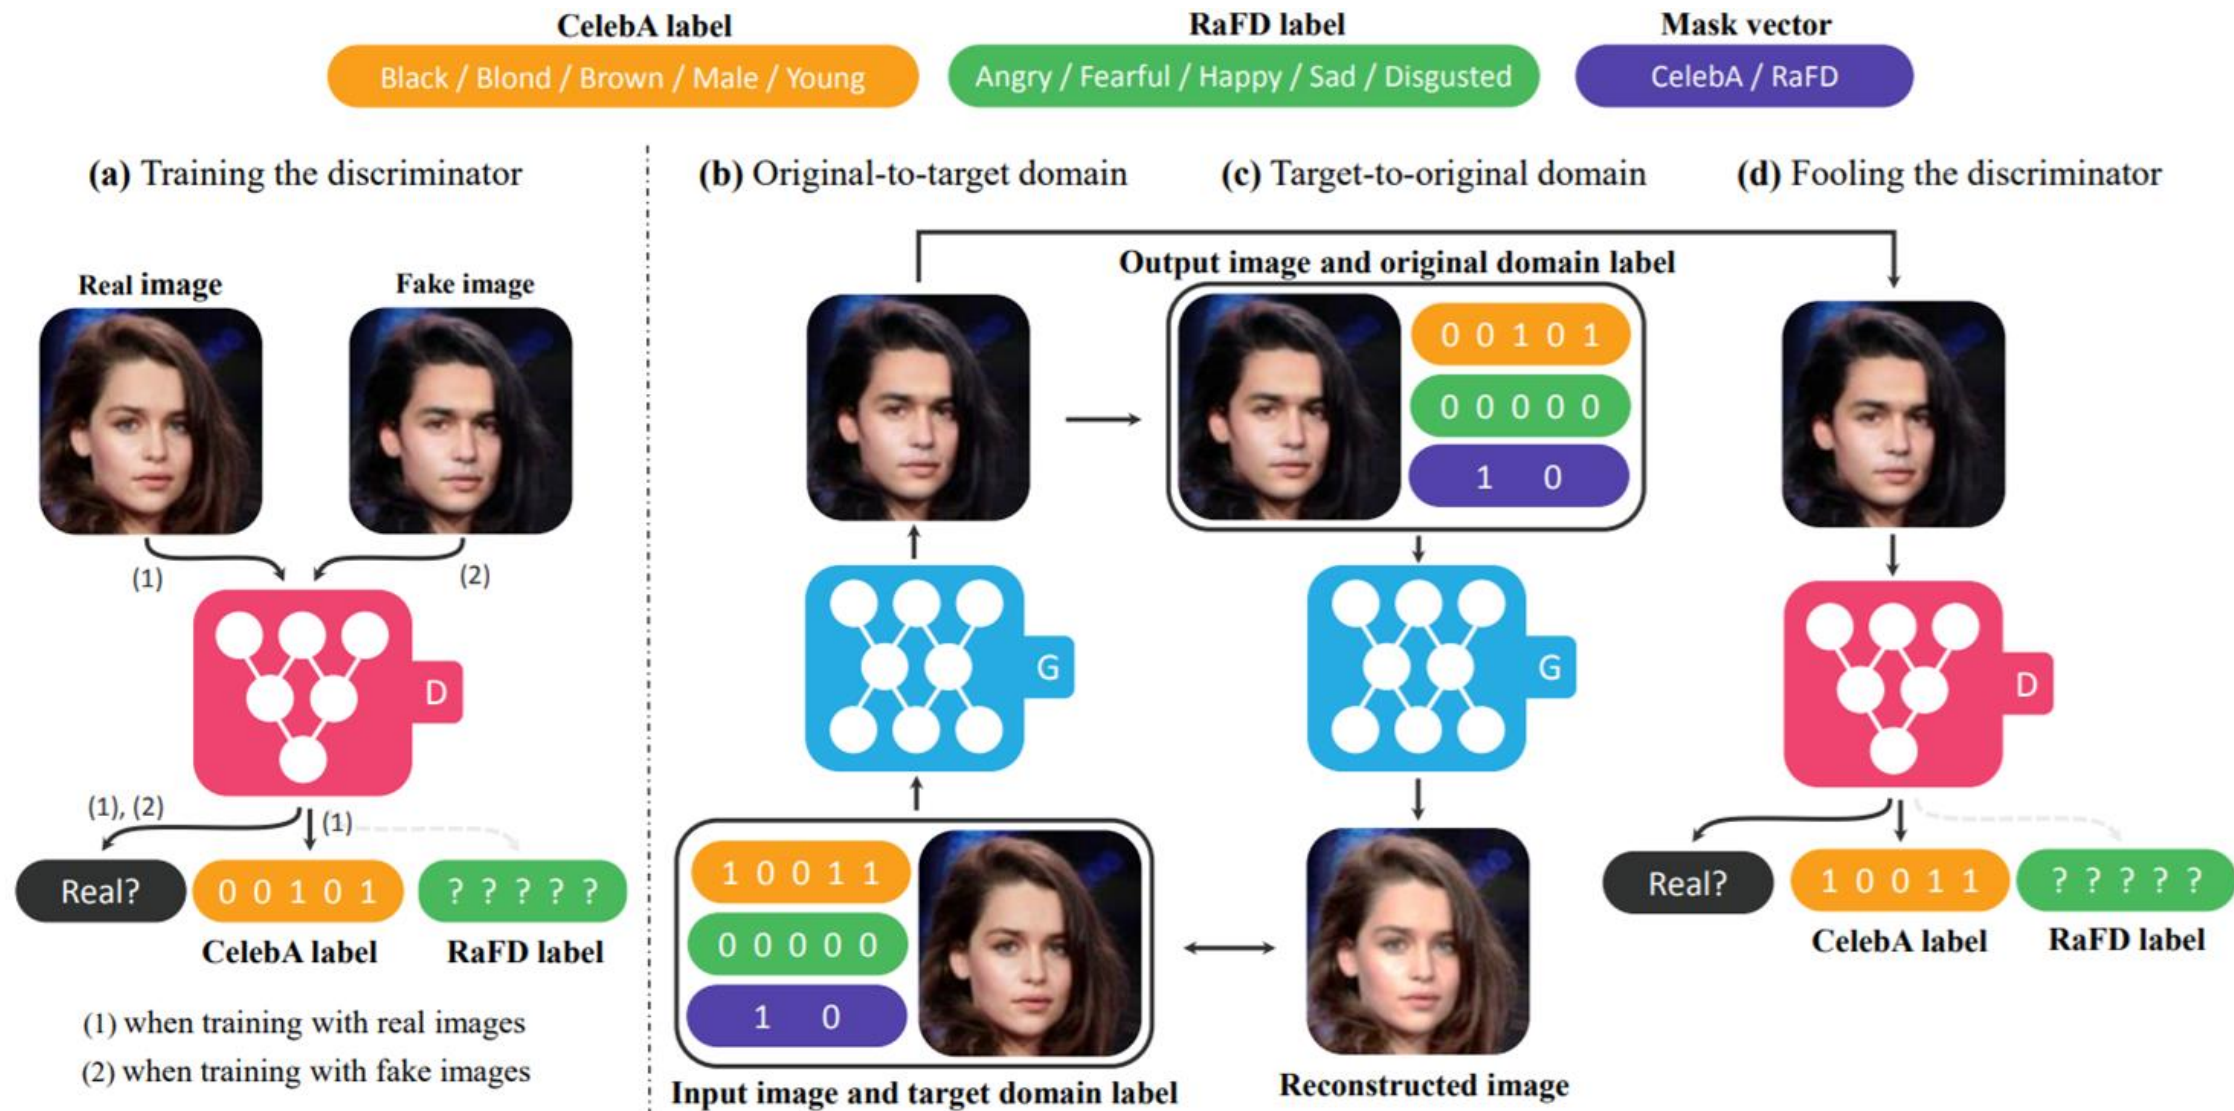 CelebA label
RaFD label
Mask vector
Black / Blond / Brown / Male / Young
Angry / Fearful / Happy / Sad / Disgusted
CelebA / RaFD
(a) Training the discriminator
(b) Original-to-target domain
(c) Target-to-original domain
(d) Fooling the discriminator
Real image
Fake image
(1)
(2)
D
(1), (2)
(1)
Real?
0 0 1 0 1
? ? ? ? ?
CelebA label
RaFD label
(1) when training with real images
(2) when training with fake images
G
1 0 0 1 1
0 0 0 0 0
1 0
Input image and target domain label
Output image and original domain label
0 0 1 0 1
0 0 0 0 0
1 0
G
Reconstructed image
D
Real?
1 0 0 1 1
? ? ? ? ?
CelebA label
RaFD label